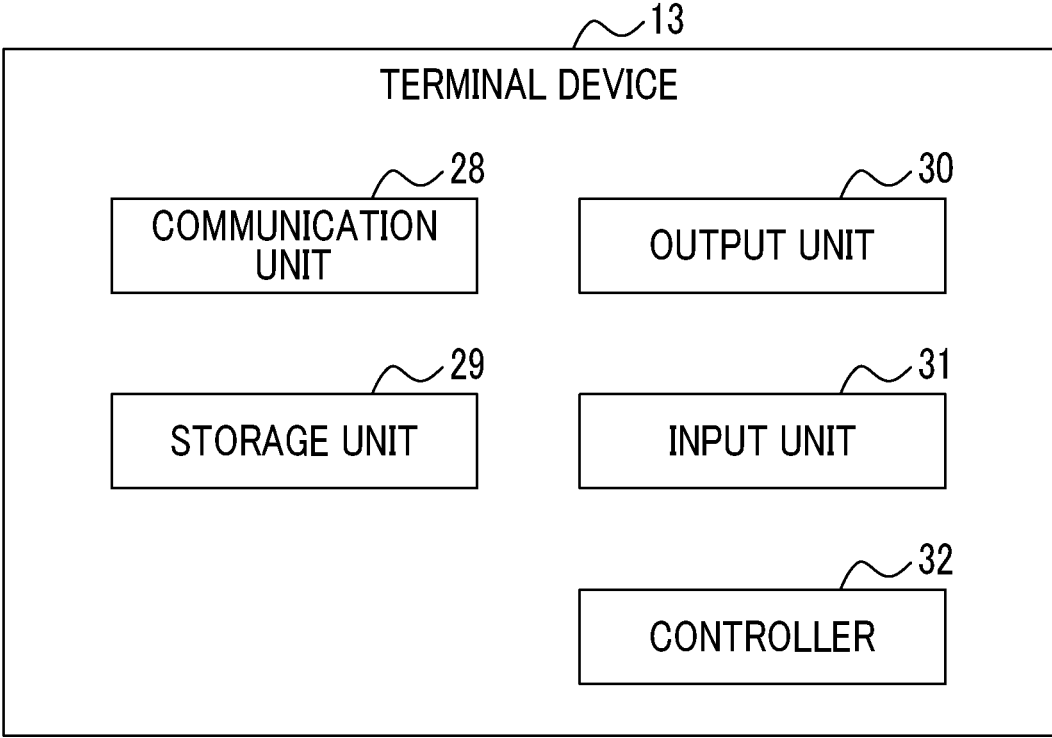 13
TERMINAL DEVICE
28
COMMUNICATION
UNIT
30
OUTPUT UNIT
29
STORAGE UNIT
31
INPUT UNIT
32
CONTROLLER